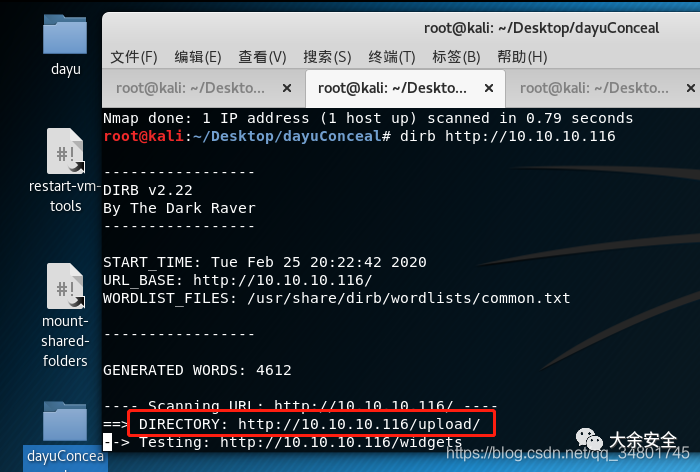 root@kali: ~/Desktop/dayuConceal
文件(F) 编辑(E) 查看(V) 搜索(S) 终端(T) 标签(B) 帮助(H)
root@kali: ~/Deskto... × root@kali: ~/Deskto... × root@kali: ~/Deskto... ×
dayu
restart-vm-
tools
mount-
shared-
folders
dayuConcea
l
Nmap done: 1 IP address (1 host up) scanned in 0.79 seconds
root@kali:~/Desktop/dayuConceal# dirb http://10.10.10.116
-----------------
DIRB v2.22
By The Dark Raver
-----------------
START_TIME: Tue Feb 25 20:22:42 2020
URL_BASE: http://10.10.10.116/
WORDLIST_FILES: /usr/share/dirb/wordlists/common.txt
-----------------
GENERATED WORDS: 4612
---- Scanning URL: http://10.10.10.116/ ----
==> DIRECTORY: http://10.10.10.116/upload/
--> Testing: http://10.10.10.116/widgets
大余安全
https://blog.csdn.net/qq_34801745